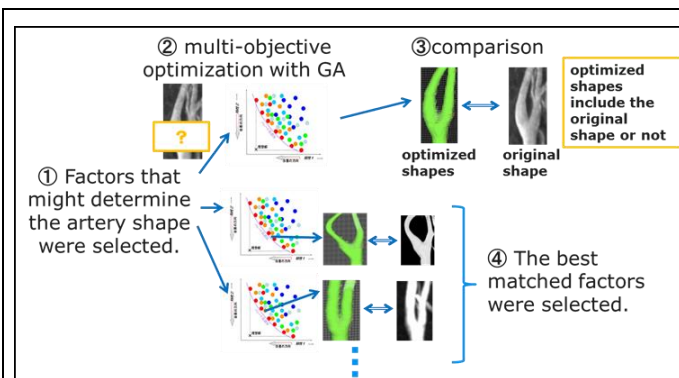 ② multi-objective
optimization with GA
③comparison
?
optimized
shapes
include the
original
shape or not
optimized
shapes
original
shape
① Factors that
might determine
the artery shape
were selected.
④ The best
matched factors
were selected.